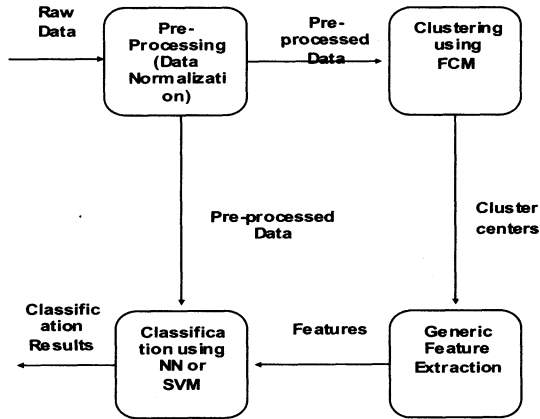 Raw
Data
Pre-
Processing
(Data
Normalizati
on)
Pre-
processed
Data
Clustering
using
FCM
Pre-processed
Data
Cluster
centers
Classific
ation
Results
Classifica
tion using
NN or
SVM
Features
Generic
Feature
Extraction